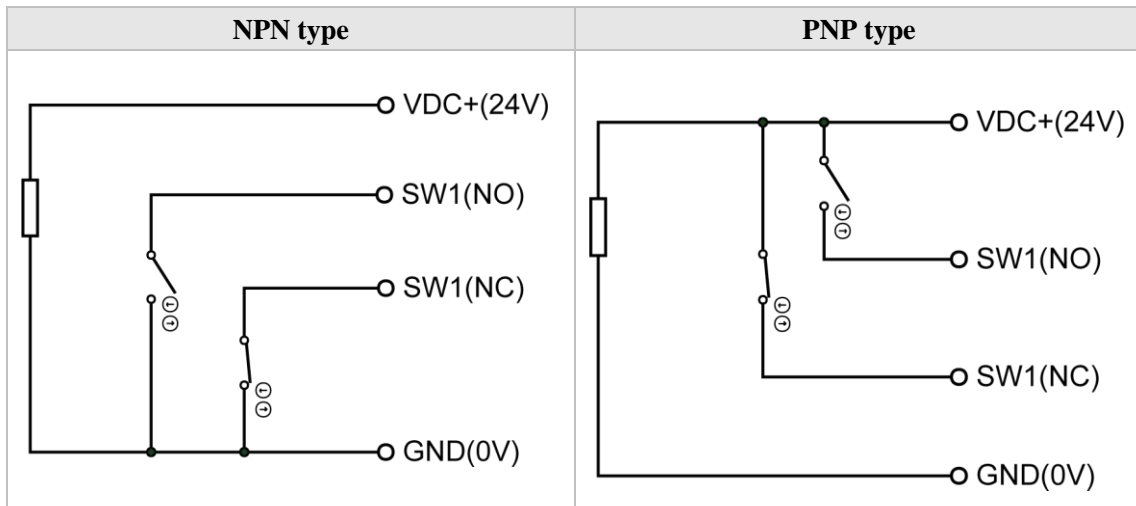 NPN type
VDC+(24V)
SW1(NO)
SW1(NC)
GND(0V)
PNP type
VDC+(24V)
SW1(NO)
SW1(NC)
GND(0V)